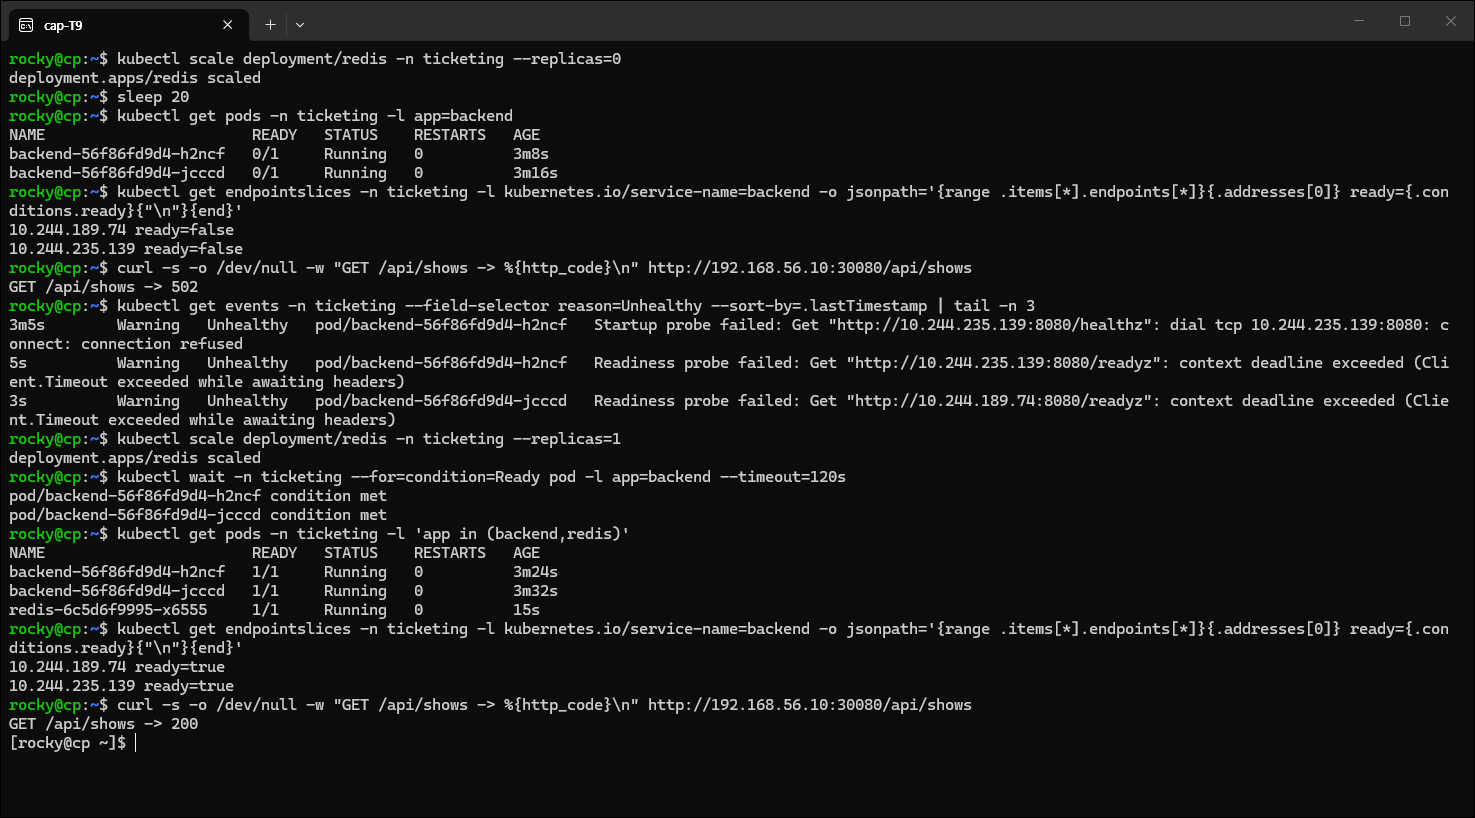 cap-T9
rocky@cp:~$ kubectl scale deployment/redis -n ticketing --replicas=0
deployment.apps/redis scaled
rocky@cp:~$ sleep 20
rocky@cp:~$ kubectl get pods -n ticketing -l app=backend
NAME                       READY   STATUS    RESTARTS   AGE
backend-56f86fd9d4-h2ncf   0/1     Running   0          3m8s
backend-56f86fd9d4-jcccd   0/1     Running   0          3m16s
rocky@cp:~$ kubectl get endpointslices -n ticketing -l kubernetes.io/service-name=backend -o jsonpath='{range .items[*].endpoints[*]}{.addresses[0]} ready={.con
ditions.ready}{"\n"}{end}'
10.244.189.74 ready=false
10.244.235.139 ready=false
rocky@cp:~$ curl -s -o /dev/null -w "GET /api/shows -> %{http_code}\n" http://192.168.56.10:30080/api/shows
GET /api/shows -> 502
rocky@cp:~$ kubectl get events -n ticketing --field-selector reason=Unhealthy --sort-by=.lastTimestamp | tail -n 3
3m5s        Warning   Unhealthy   pod/backend-56f86fd9d4-h2ncf   Startup probe failed: Get "http://10.244.235.139:8080/healthz": dial tcp 10.244.235.139:8080: c
onnect: connection refused
5s          Warning   Unhealthy   pod/backend-56f86fd9d4-h2ncf   Readiness probe failed: Get "http://10.244.235.139:8080/readyz": context deadline exceeded (Cli
ent.Timeout exceeded while awaiting headers)
3s          Warning   Unhealthy   pod/backend-56f86fd9d4-jcccd   Readiness probe failed: Get "http://10.244.189.74:8080/readyz": context deadline exceeded (Clie
nt.Timeout exceeded while awaiting headers)
rocky@cp:~$ kubectl scale deployment/redis -n ticketing --replicas=1
deployment.apps/redis scaled
rocky@cp:~$ kubectl wait -n ticketing --for=condition=Ready pod -l app=backend --timeout=120s
pod/backend-56f86fd9d4-h2ncf condition met
pod/backend-56f86fd9d4-jcccd condition met
rocky@cp:~$ kubectl get pods -n ticketing -l 'app in (backend,redis)'
NAME                       READY   STATUS    RESTARTS   AGE
backend-56f86fd9d4-h2ncf   1/1     Running   0          3m24s
backend-56f86fd9d4-jcccd   1/1     Running   0          3m32s
redis-6c5d6f9995-x6555     1/1     Running   0          15s
rocky@cp:~$ kubectl get endpointslices -n ticketing -l kubernetes.io/service-name=backend -o jsonpath='{range .items[*].endpoints[*]}{.addresses[0]} ready={.con
ditions.ready}{"\n"}{end}'
10.244.189.74 ready=true
10.244.235.139 ready=true
rocky@cp:~$ curl -s -o /dev/null -w "GET /api/shows -> %{http_code}\n" http://192.168.56.10:30080/api/shows
GET /api/shows -> 200
[rocky@cp ~]$